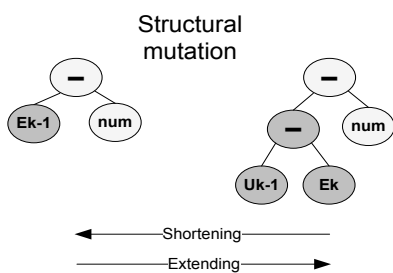 Structural
mutation
–
–
Ek-1
num
–
num
Uk-1
Ek
Shortening
Extending